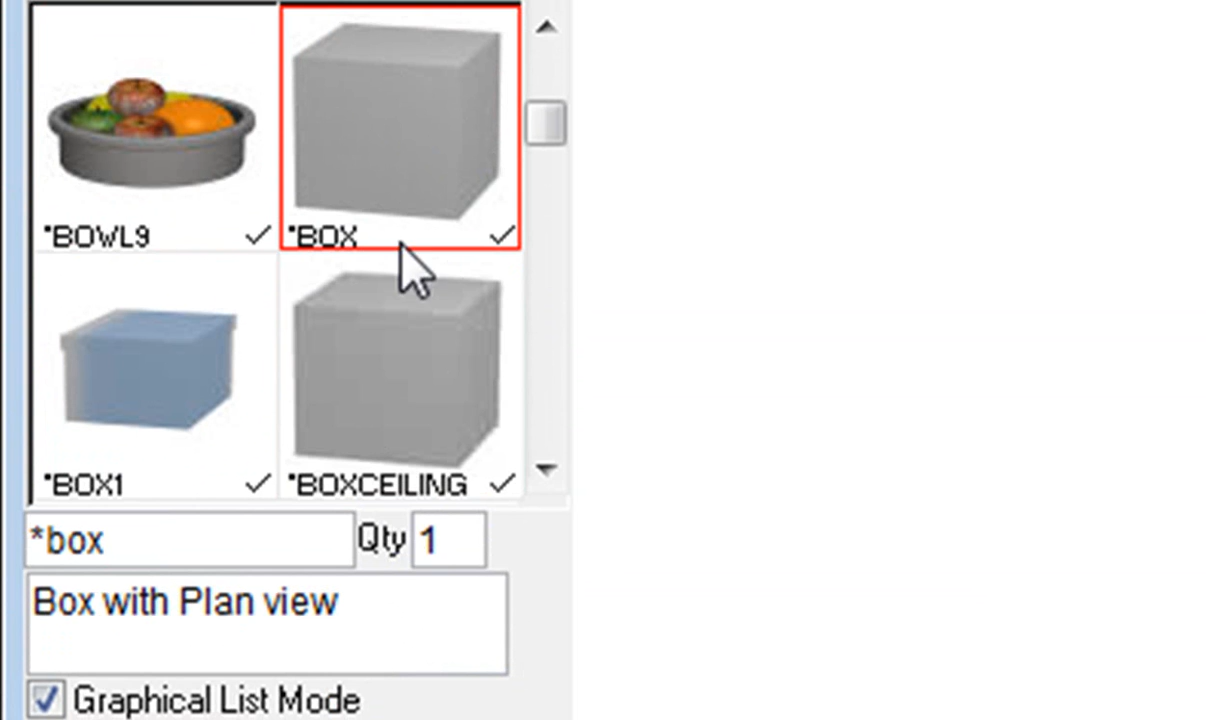 *BOWL9
*BOX
*BOX1
*BOXCEILING
*box Qty 1
Box with Plan view
Graphical List Mode